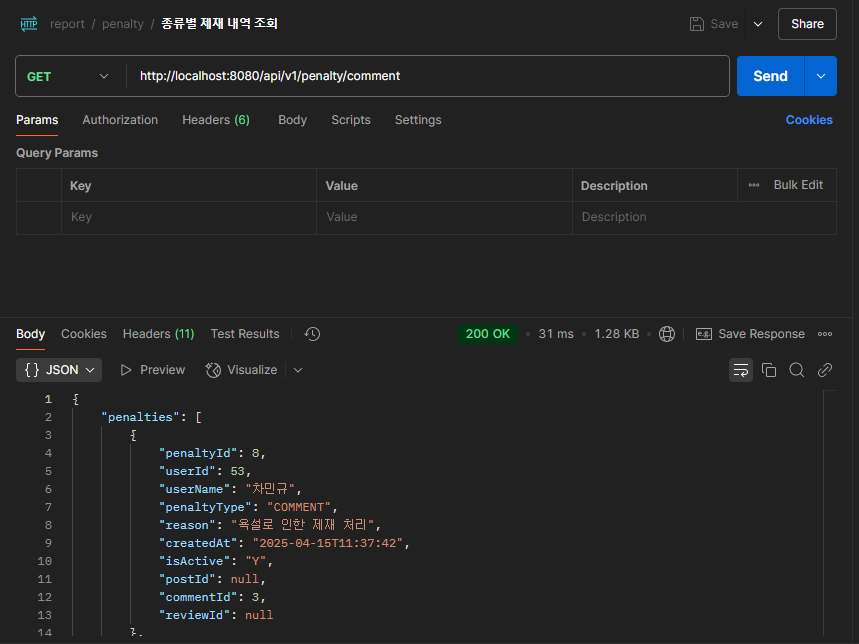 HTTP report / penalty / 종류별 제재 내역 조회 Save Share
GET http://localhost:8080/api/v1/penalty/comment Send
Params Authorization Headers (6) Body Scripts Settings Cookies
Query Params
Key Value Description Bulk Edit
Key Value Description
Body Cookies Headers (11) Test Results 200 OK 31 ms 1.28 KB e.g. Save Response
{} JSON Preview Visualize
1 {
2 "penalties": [
3 {
4 "penaltyId": 8,
5 "userId": 53,
6 "userName": "차민규",
7 "penaltyType": "COMMENT",
8 "reason": "욕설로 인한 제재 처리",
9 "createdAt": "2025-04-15T11:37:42",
10 "isActive": "Y",
11 "postId": null,
12 "commentId": 3,
13 "reviewId": null
14 },